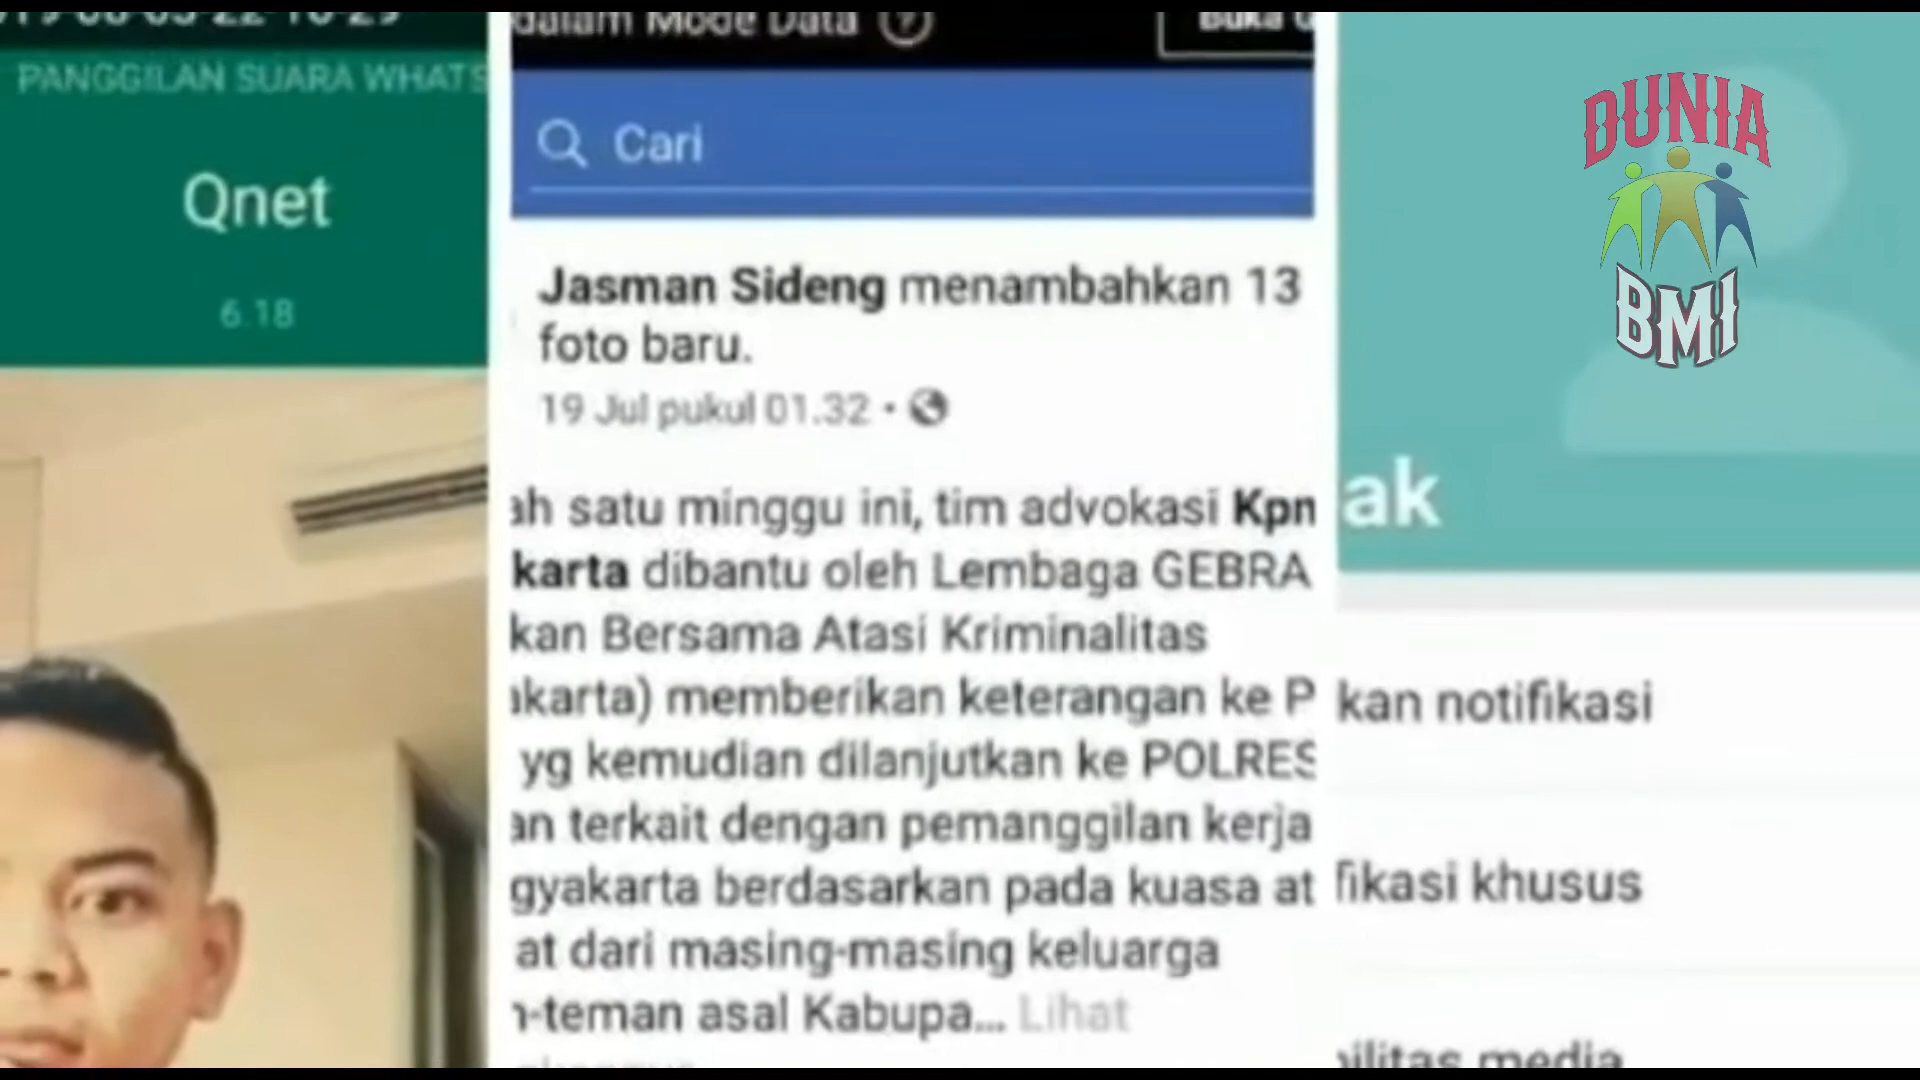 PANGGILAN SUARA WHATS
Qnet
6.18
dalam Mode Data
Buka
Cari
Jasman Sideng menambahkan 13
foto baru.
19 Jul pukul 01.32
ah satu minggu ini, tim advokasi Kpm
karta dibantu oleh Lembaga GEBRA
kan Bersama Atasi Kriminalitas
akarta) memberikan keterangan ke P
yg kemudian dilanjutkan ke POLRES
an terkait dengan pemanggilan kerja
gyakarta berdasarkan pada kuasa at
at dari masing-masing keluarga
n-teman asal Kabupa... Lihat
DUNIA
BMI
ak
kan notifikasi
fikasi khusus
bilitas media